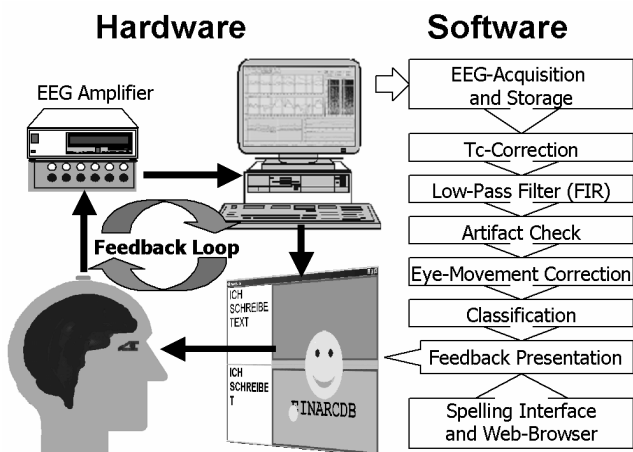 Hardware
Software
EEG Amplifier
EEG-Acquisition
and Storage
Tc-Correction
Low-Pass Filter (FIR)
Artifact Check
Eye-Movement Correction
Classification
Feedback Presentation
Spelling Interface
and Web-Browser
Feedback Loop
ICH
SCHREIBE
TEXT
ICH
SCHREIBE
T
EINARCDB